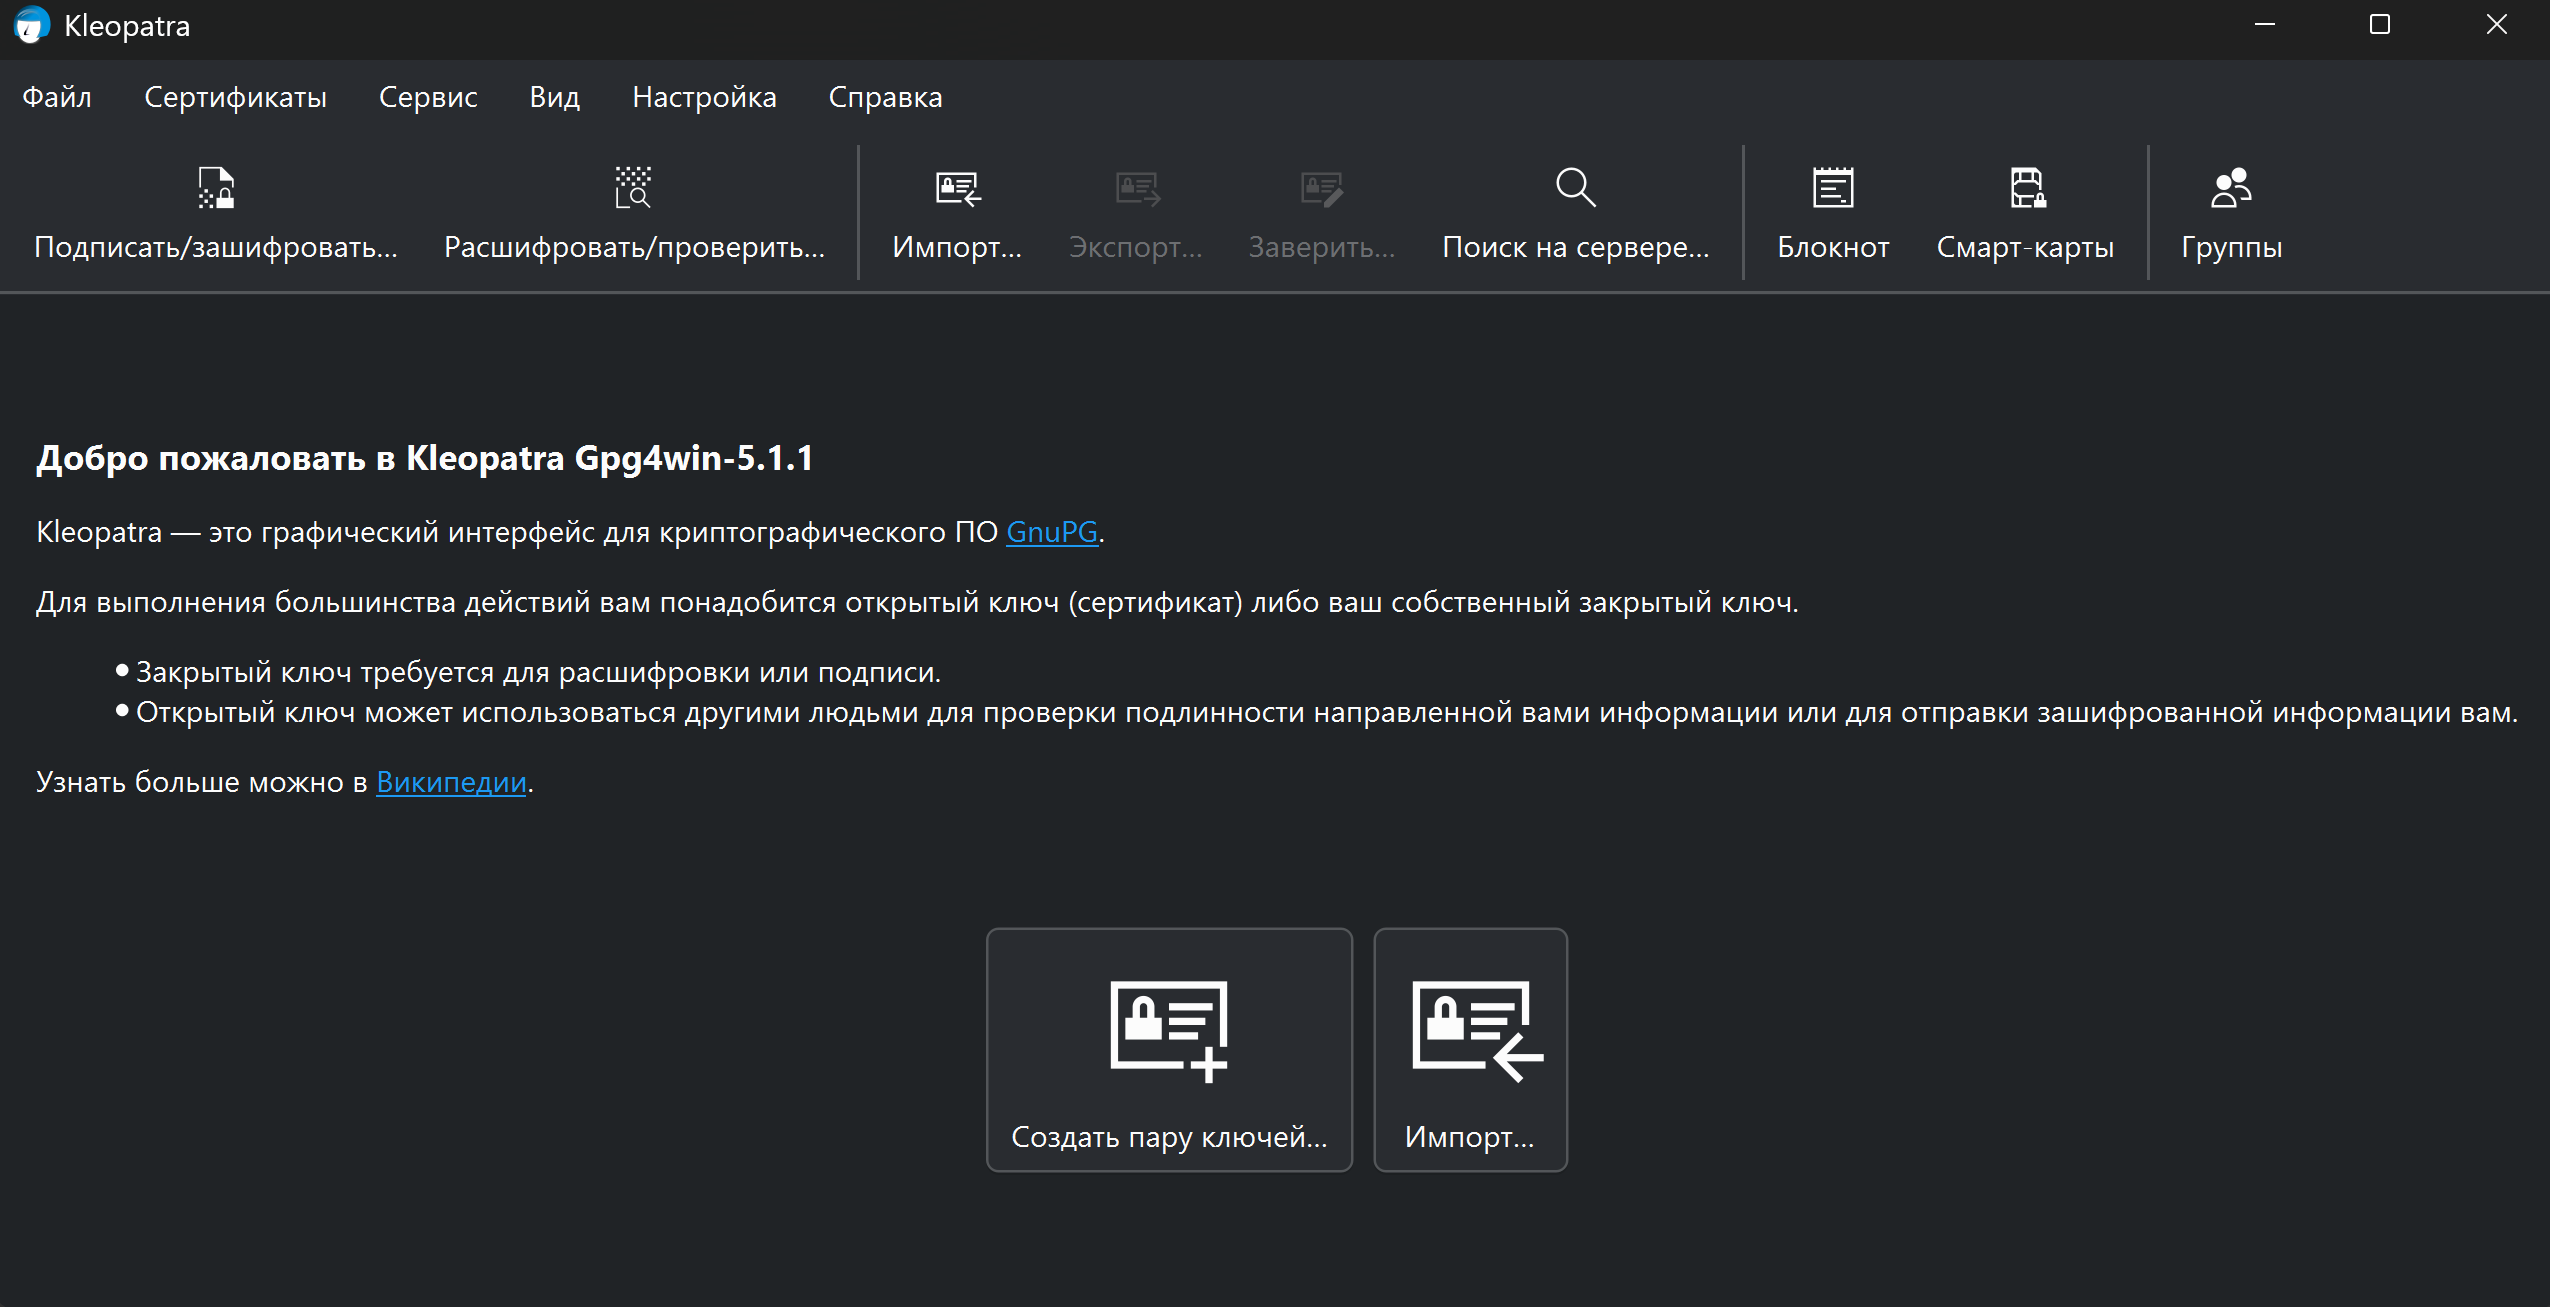 Kleopatra
Файл Сертификаты Сервис Вид Настройка Справка
Подписать/зашифровать... Расшифровать/проверить... Импорт... Экспорт... Заверить... Поиск на сервере... Блокнот Смарт-карты Группы
Добро пожаловать в Kleopatra Gpg4win-5.1.1
Kleopatra — это графический интерфейс для криптографического ПО GnuPG.
Для выполнения большинства действий вам понадобится открытый ключ (сертификат) либо ваш собственный закрытый ключ.
• Закрытый ключ требуется для расшифровки или подписи.
• Открытый ключ может использоваться другими людьми для проверки подлинности направленной вами информации или для отправки зашифрованной информации вам.
Узнать больше можно в Википедии.
Создать пару ключей... Импорт...